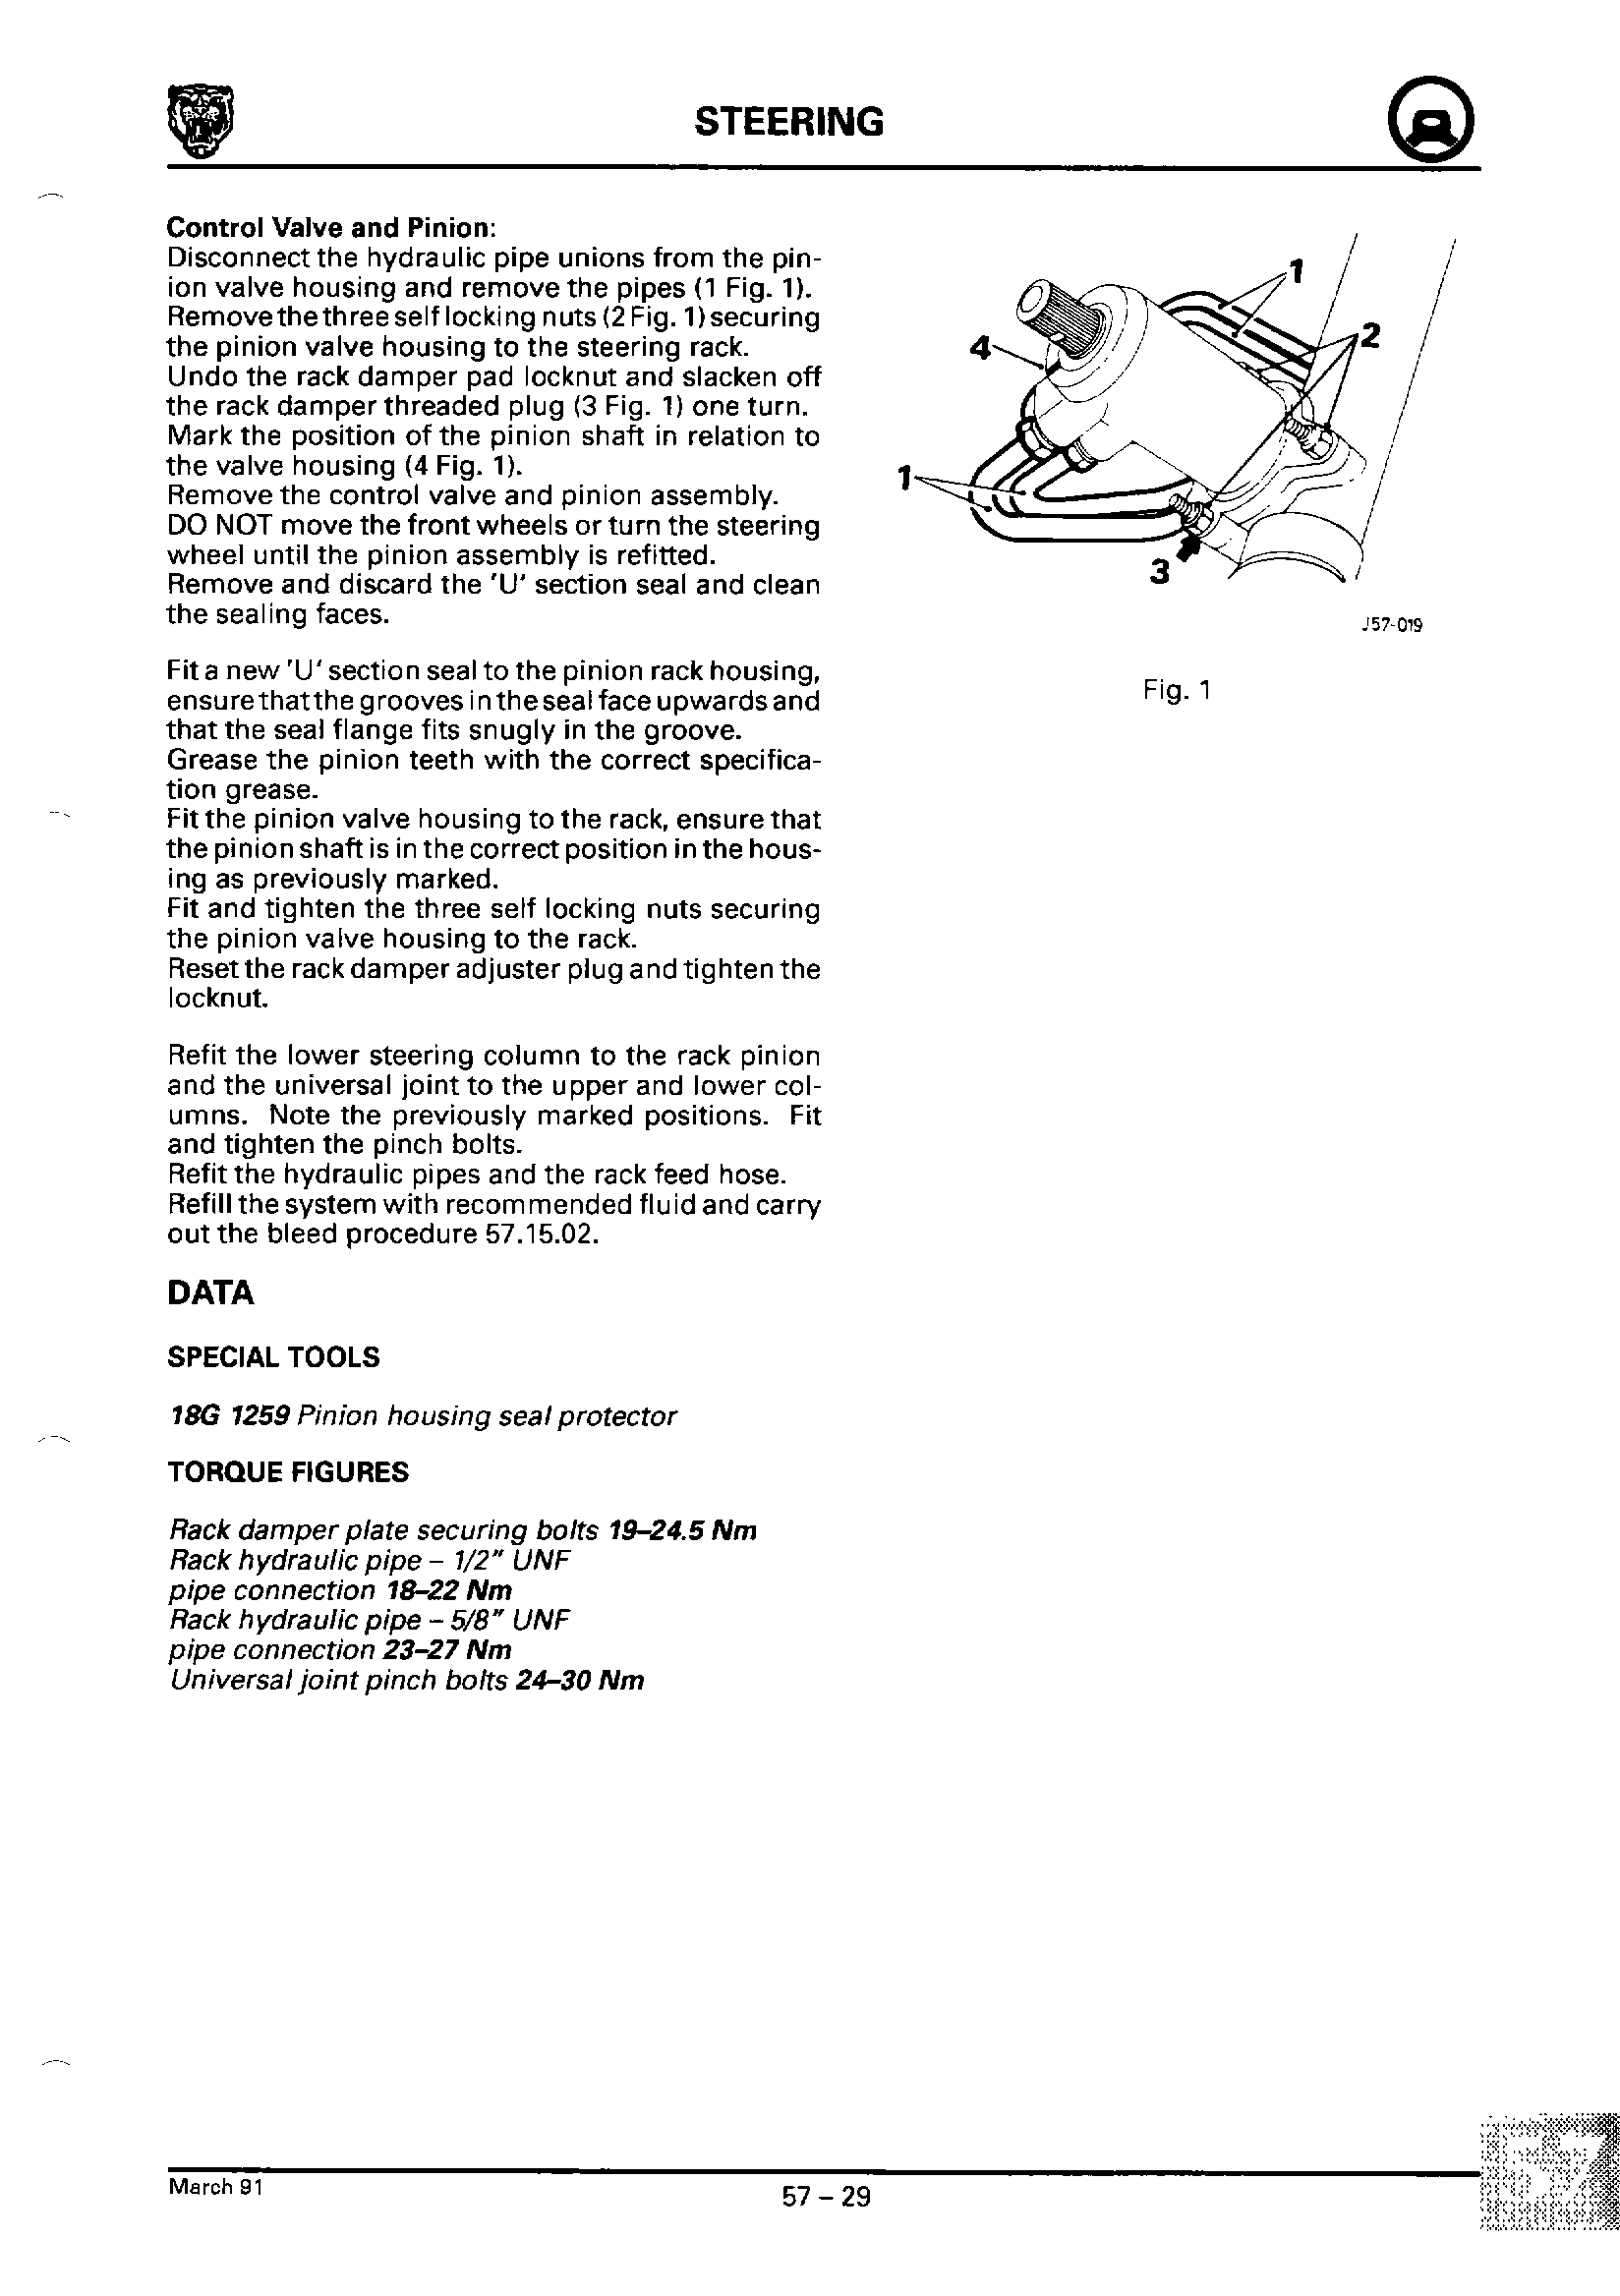 STEERING
Control Valve and Pinion:
Disconnect the hydraulic pipe unions from the pin-
ion valve housing and remove the pipes (1 Fig. 1).
Remove the three self locking nuts (2 Fig. 1) securing
the pinion valve housing to the steering rack.
Undo the rack damper pad locknut and slacken off
the rack damper threaded plug (3 Fig. 1) one turn.
Mark the position of the pinion shaft in relation to
the valve housing (4 Fig. 1).
Remove the control valve and pinion assembly.
DO NOT move the front wheels or turn the steering
wheel until the pinion assembly is refitted.
Remove and discard the 'U' section seal and clean
the sealing faces.
Fit a new 'U' section seal to the pinion rack housing,
ensure that the grooves in the seal face upwards and
that the seal flange fits snugly in the groove.
Grease the pinion teeth with the correct specifica-
tion grease.
Fit the pinion valve housing to the rack, ensure that
the pinion shaft is in the correct position in the hous-
ing as previously marked.
Fit and tighten the three self locking nuts securing
the pinion valve housing to the rack.
Reset the rack damper adjuster plug and tighten the
locknut.
Refit the lower steering column to the rack pinion
and the universal joint to the upper and lower col-
umns. Note the previously marked positions. Fit
and tighten the pinch bolts.
Refit the hydraulic pipes and the rack feed hose.
Refill the system with recommended fluid and carry
out the bleed procedure 57.15.02.
DATA
SPECIAL TOOLS
18G 1259 Pinion housing seal protector
TORQUE FIGURES
Rack damper plate securing bolts 19–24.5 Nm
Rack hydraulic pipe – 1/2" UNF
pipe connection 18–22 Nm
Rack hydraulic pipe – 5/8" UNF
pipe connection 23–27 Nm
Universal joint pinch bolts 24–30 Nm
1
2
4
1
3
J57-019
Fig. 1
March 91
57 – 29
57